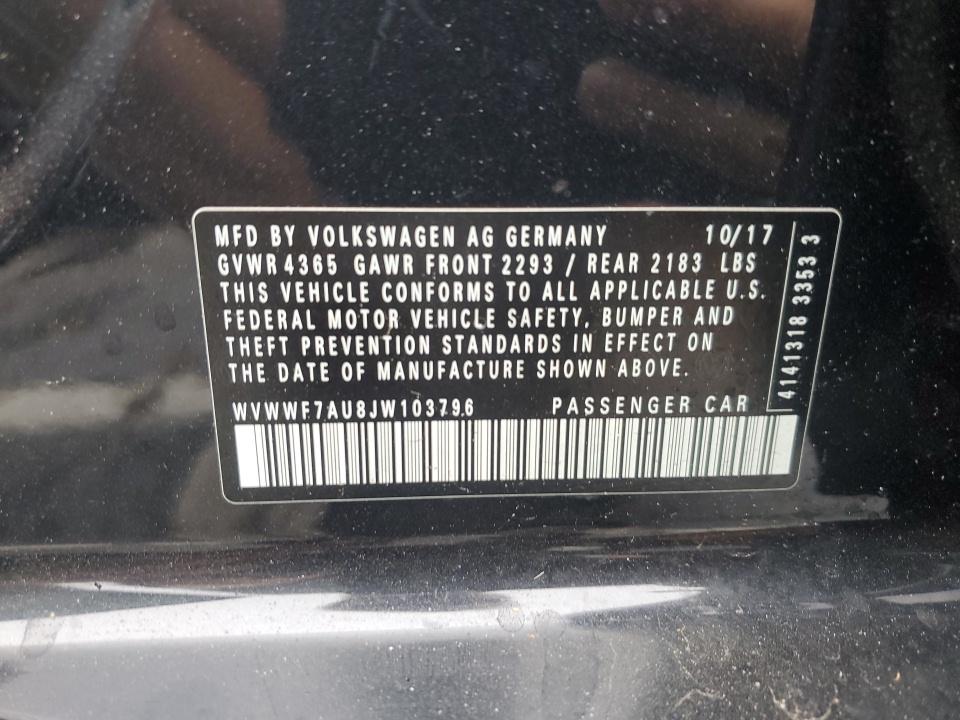 MFD BY VOLKSWAGEN AG GERMANY 10/17
GVWR 4365 GAWR FRONT 2293 / REAR 2183 LBS
THIS VEHICLE CONFORMS TO ALL APPLICABLE U.S.
FEDERAL MOTOR VEHICLE SAFETY, BUMPER AND
THEFT PREVENTION STANDARDS IN EFFECT ON
THE DATE OF MANUFACTURE SHOWN ABOVE.
WVWWF7AU8JW103796 PASSENGER CAR
4141318 3353 3